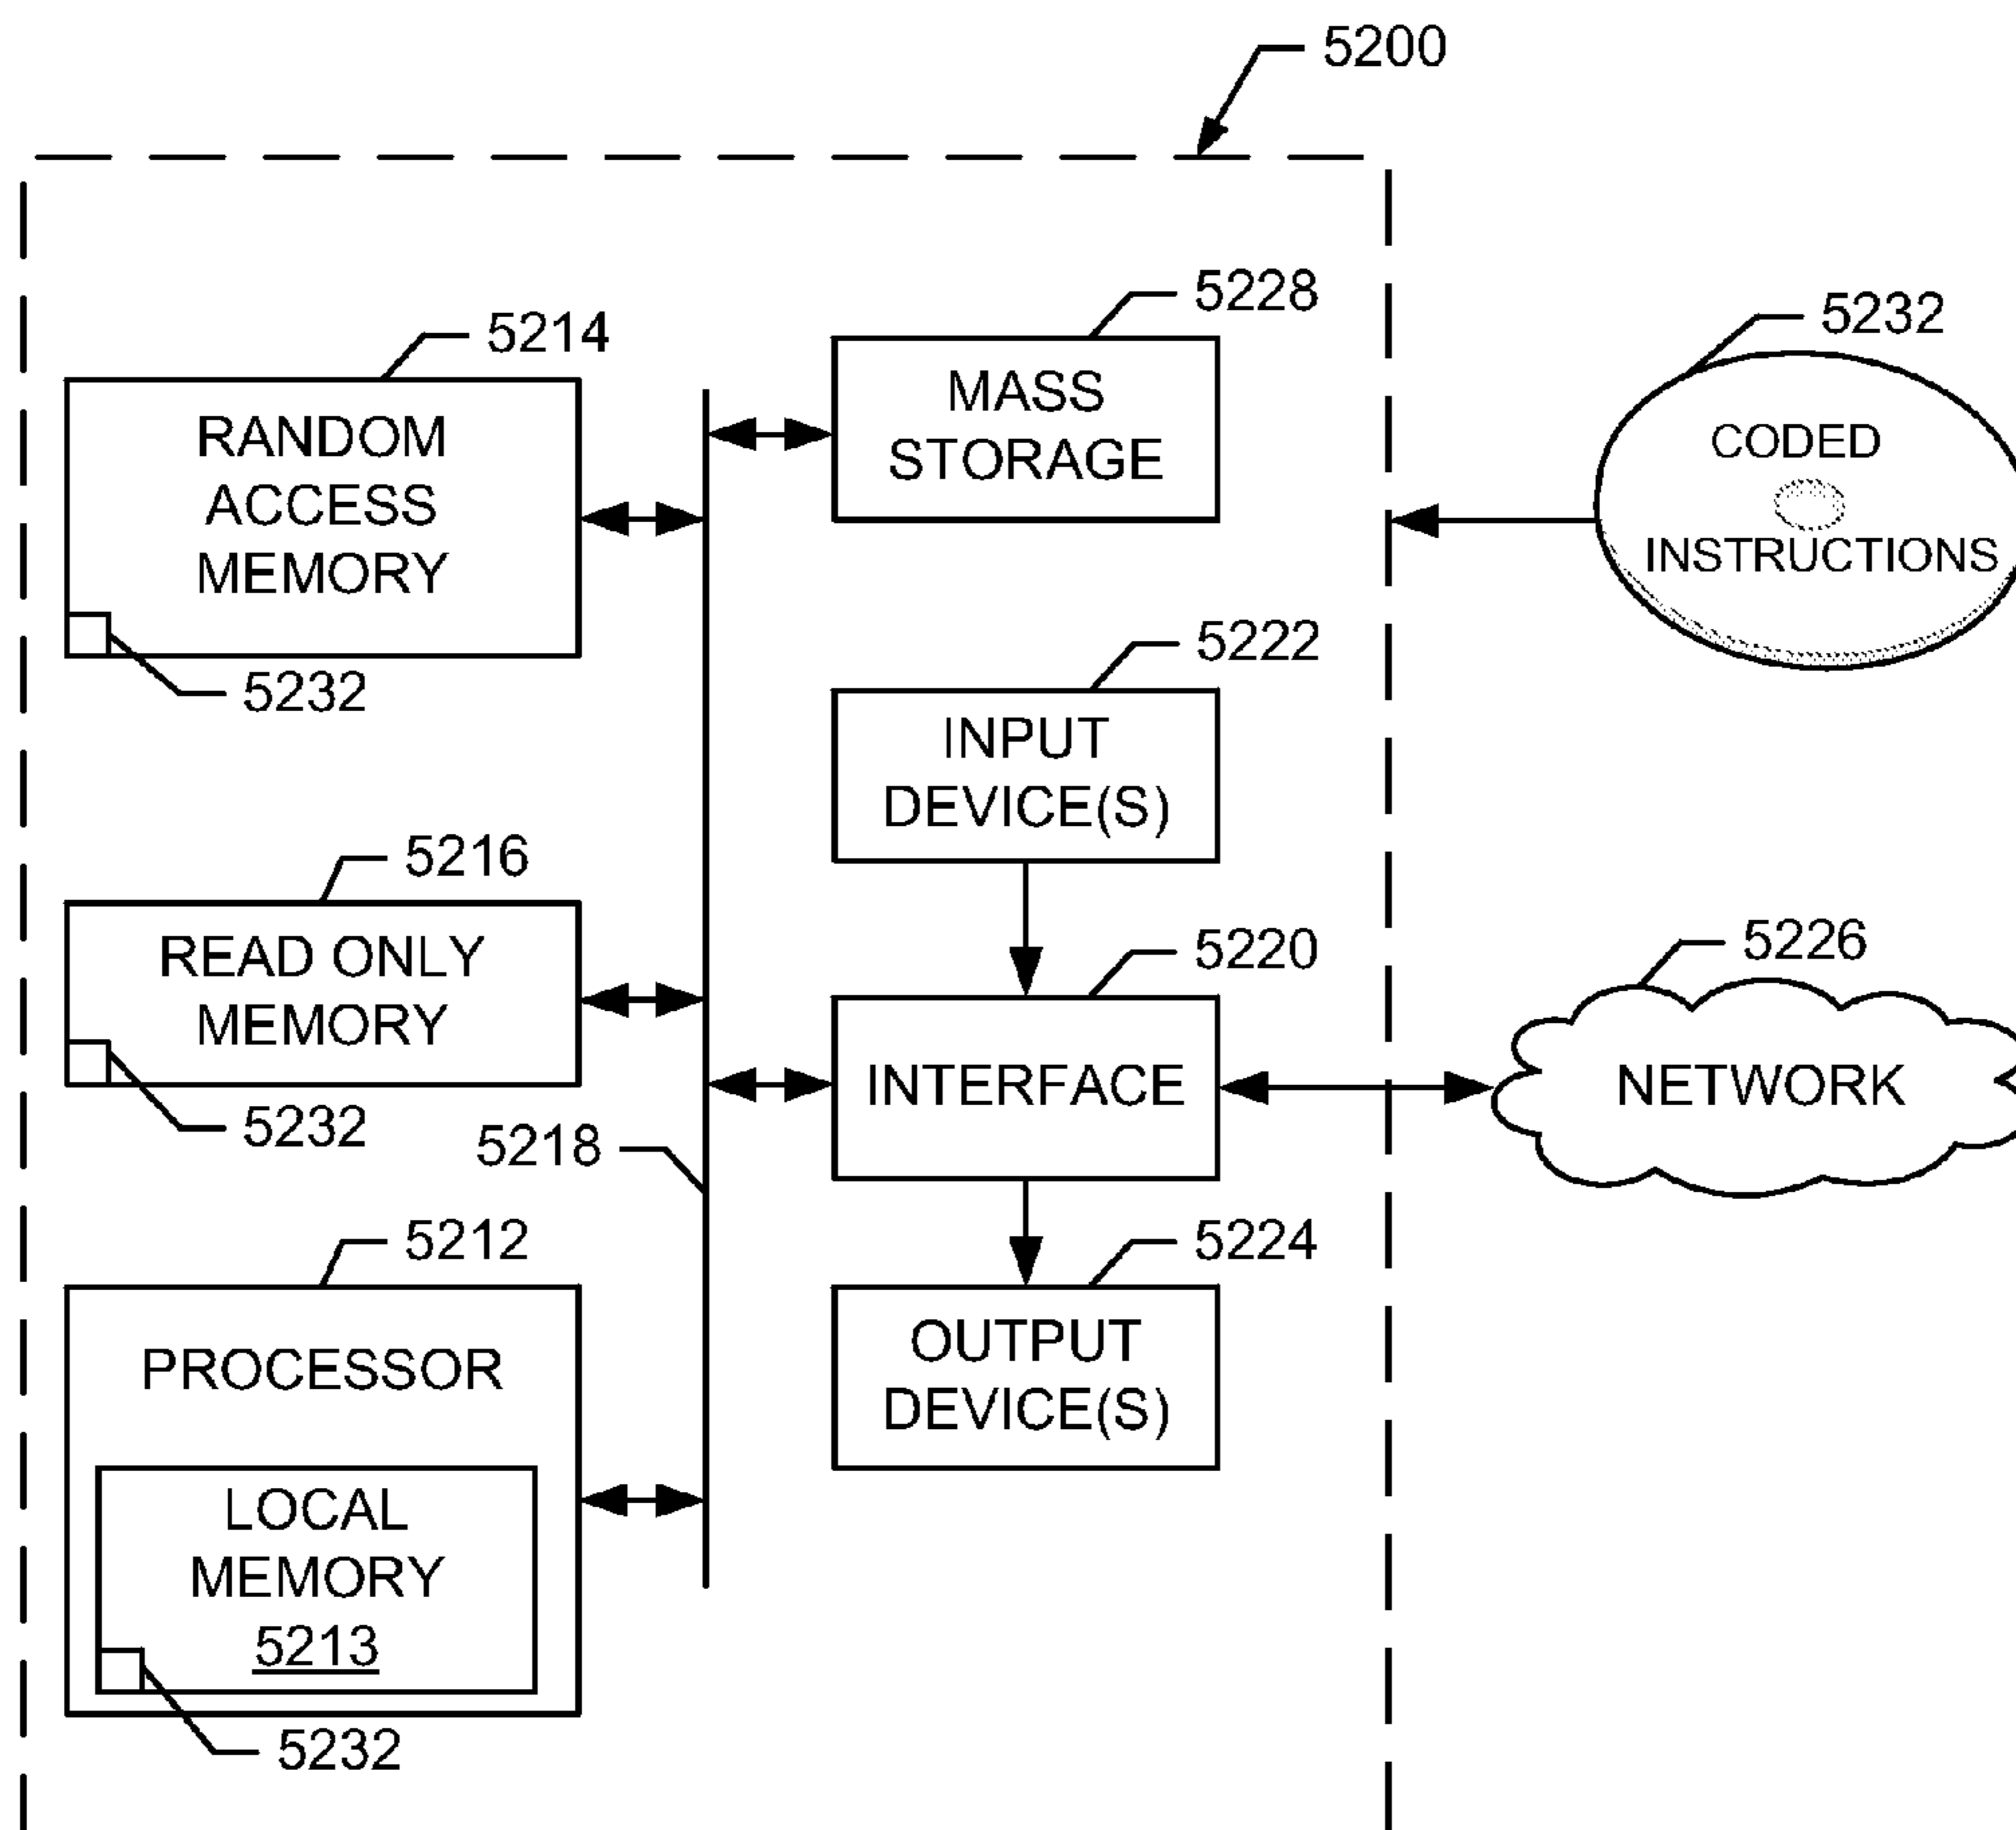 5200
5228
MASS
STORAGE
5214
RANDOM
ACCESS
MEMORY
5232
5232
CODED
INSTRUCTIONS
5222
INPUT
DEVICE(S)
5216
READ ONLY
MEMORY
5232
5220
INTERFACE
5226
NETWORK
5218
5212
PROCESSOR
LOCAL
MEMORY
5213
5232
5224
OUTPUT
DEVICE(S)